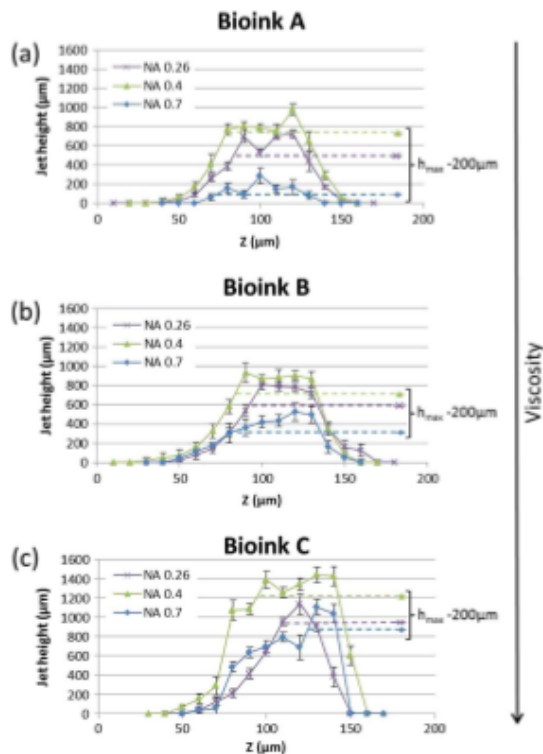 Bioink A
(a)
Jet height (µm)
1600
1400
1200
1000
800
600
400
200
0
NA 0.26
NA 0.4
NA 0.7
hmax -200µm
0 50 100 150 200
Z (µm)
Bioink B
(b)
Jet height (µm)
1600
1400
1200
1000
800
600
400
200
0
NA 0.26
NA 0.4
NA 0.7
hmax -200µm
0 50 100 150 200
Z (µm)
Bioink C
(c)
Jet height (µm)
1600
1400
1200
1000
800
600
400
200
0
NA 0.26
NA 0.4
NA 0.7
hmax -200µm
0 50 100 150 200
Z (µm)
Viscosity